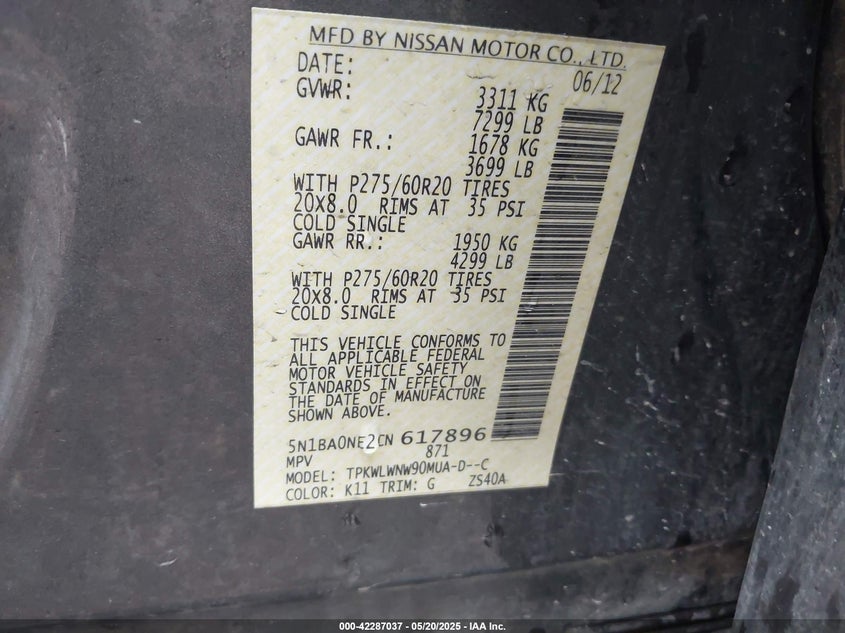 MFD BY NISSAN MOTOR CO., LTD.
DATE: 06/12
GVWR: 3311 KG
7299 LB
GAWR FR.: 1678 KG
3699 LB
WITH P275/60R20 TIRES
20X8.0 RIMS AT 35 PSI
COLD SINGLE
GAWR RR.: 1950 KG
4299 LB
WITH P275/60R20 TIRES
20X8.0 RIMS AT 35 PSI
COLD SINGLE
THIS VEHICLE CONFORMS TO
ALL APPLICABLE FEDERAL
MOTOR VEHICLE SAFETY
STANDARDS IN EFFECT ON
THE DATE OF MANUFACTURE
SHOWN ABOVE.
5N1BA0NE2CN 617896
MPV 871
MODEL: TPKWLWNW90MUA-D--C
COLOR: K11 TRIM: G ZS40A
000-42287037 - 05/20/2025 - IAA Inc.